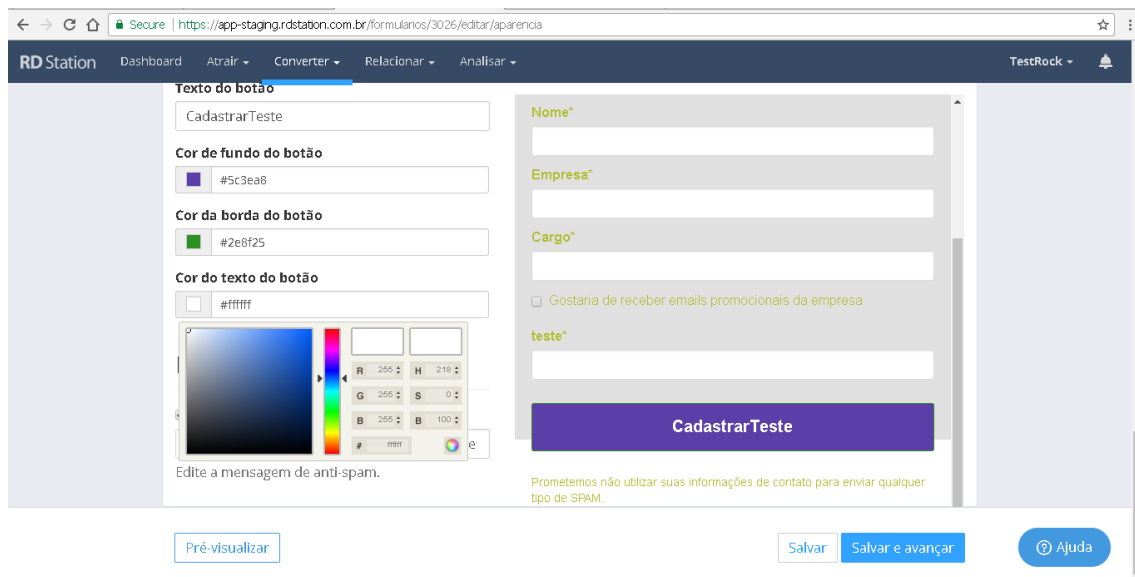 Secure | https://app-staging.rdstation.com.br/formularios/3026/editar/aparencia
RD Station Dashboard Atrair Converter Relacionar Analisar TestRock
Texto do botão
CadastrarTeste
Cor de fundo do botão
#5c3ea8
Cor da borda do botão
#2e8f25
Cor do texto do botão
#ffffff
R 255 H 218
G 255 S 0
B 255 B 100
# ffffff
e
Edite a mensagem de anti-spam.
Nome*
Empresa*
Cargo*
Gostaria de receber emails promocionais da empresa
teste*
CadastrarTeste
Prometemos não utilizar suas informações de contato para enviar qualquer
tipo de SPAM.
Pré-visualizar Salvar Salvar e avançar Ajuda